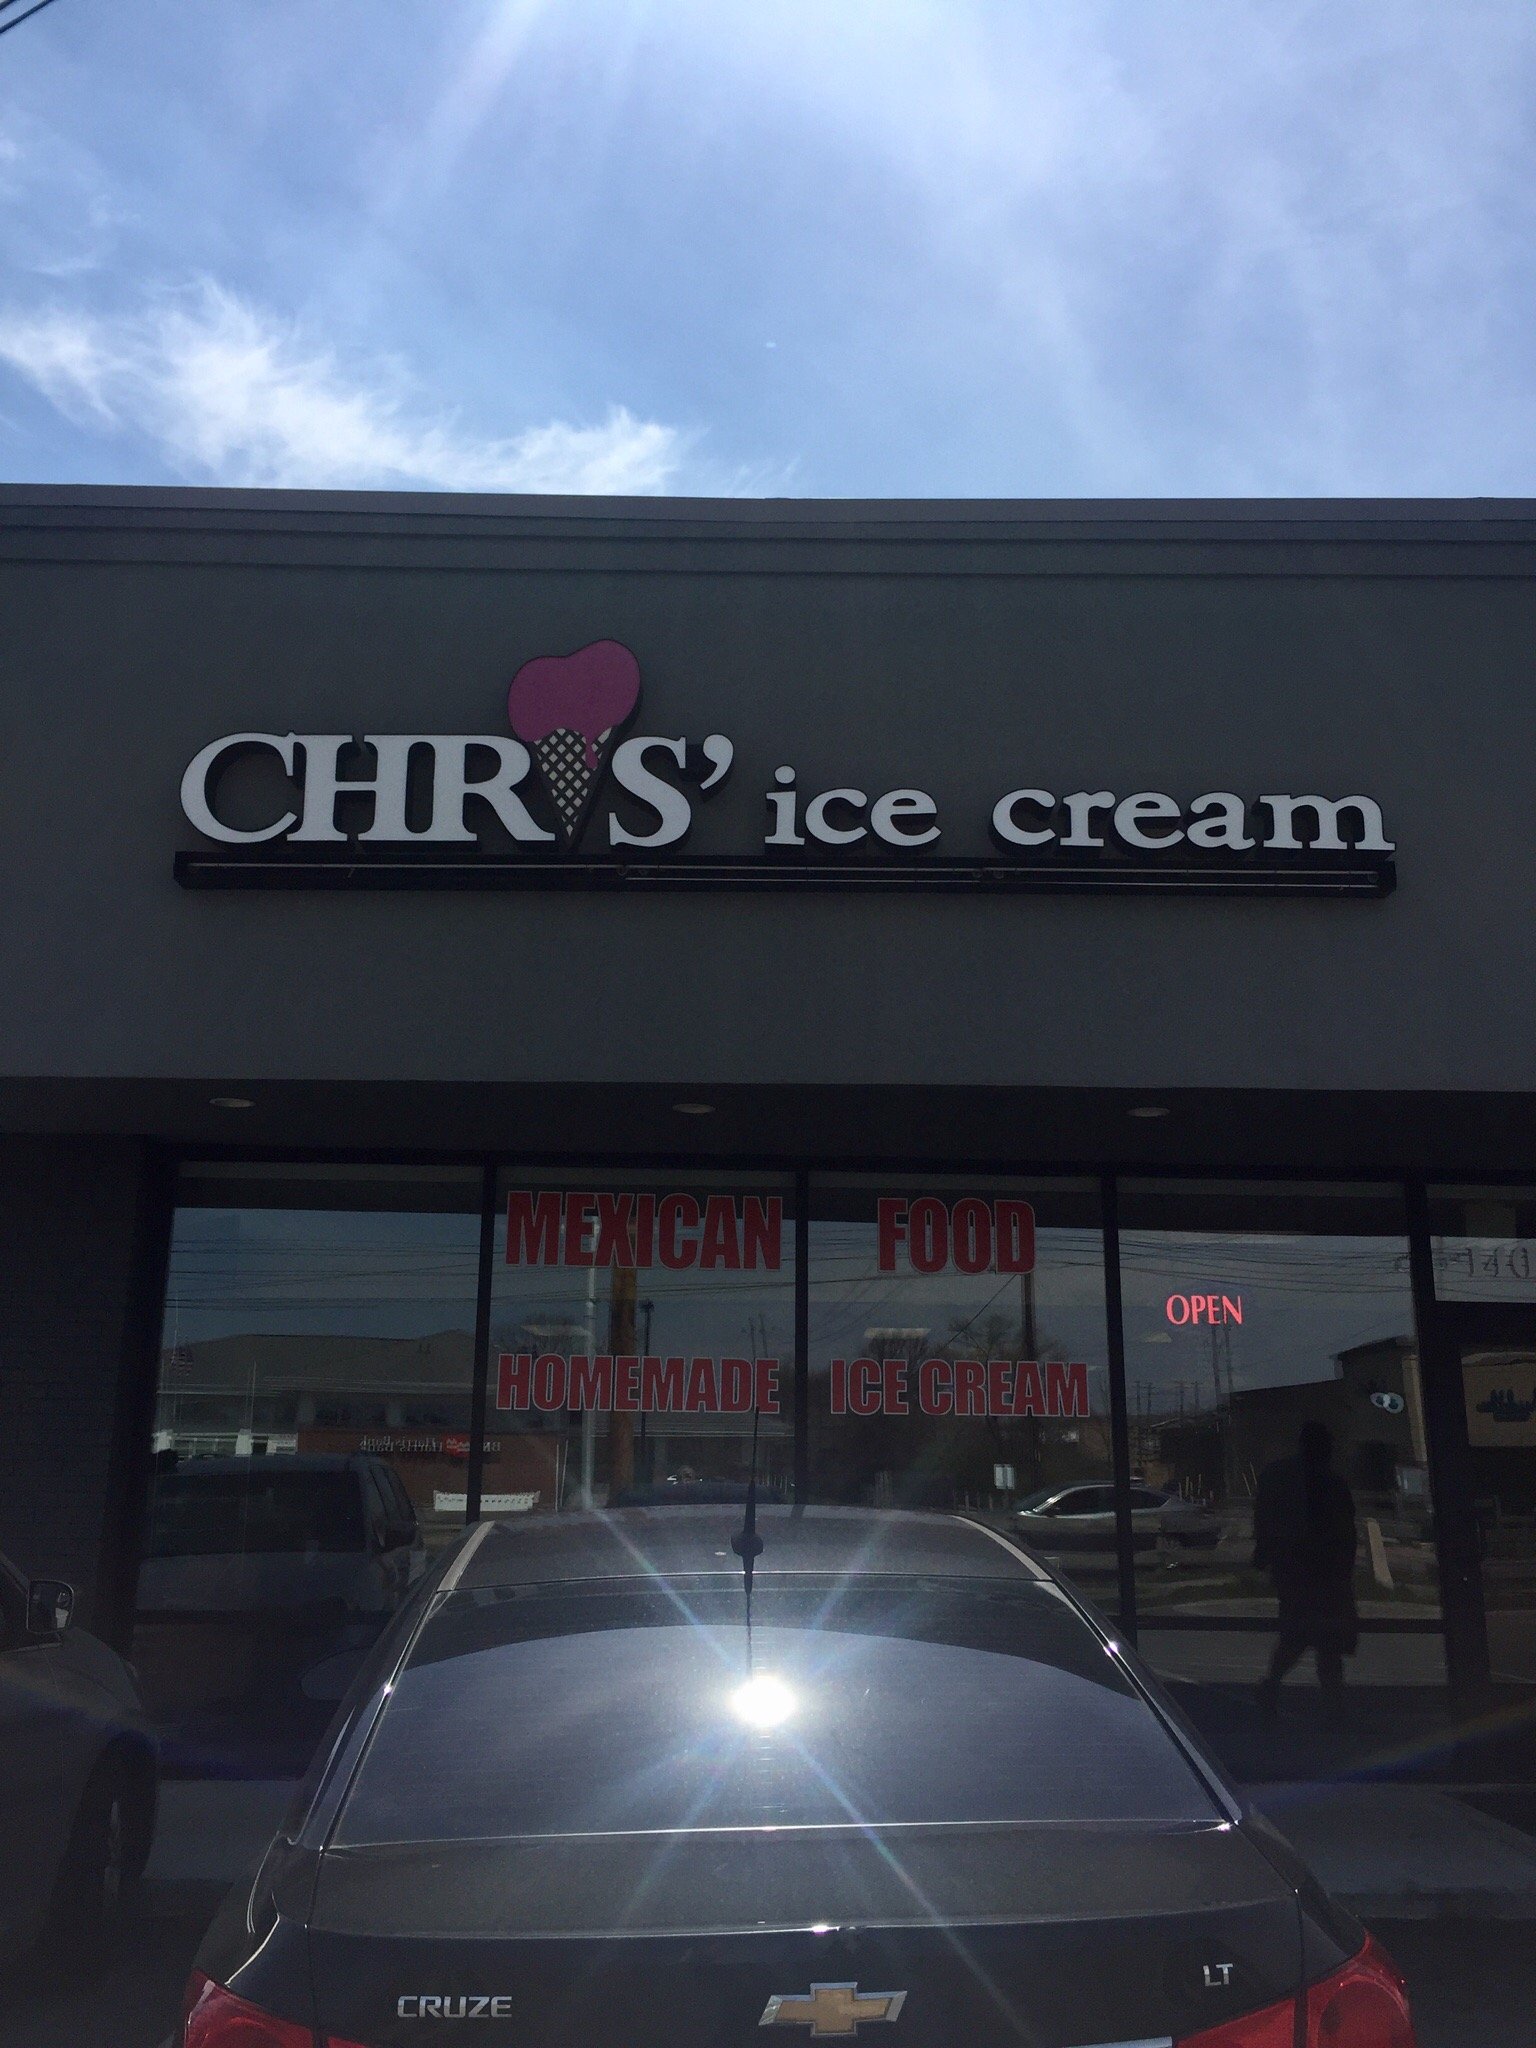 CHRIS' ice cream
MEXICAN FOOD
OPEN
HOMEMADE ICE CREAM
CRUZE
LT